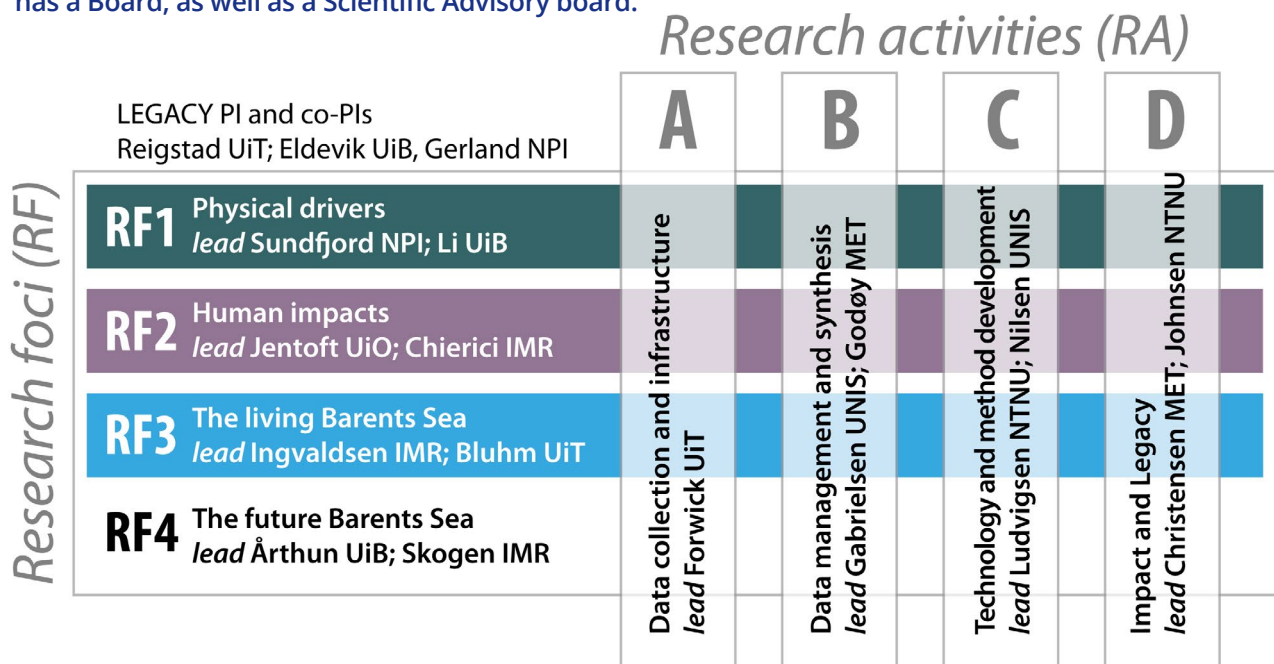 has a Board, as well as a Scientific Advisory board.
Research activities (RA)
LEGACY PI and co-PIs
Reigstad UiT; Eldevik UiB, Gerland NPI
A
B
C
D
Research foci (RF)
RF1
Physical drivers
lead Sundfjord NPI; Li UiB
RF2
Human impacts
lead Jentoft UiO; Chierici IMR
RF3
The living Barents Sea
lead Ingvaldsen IMR; Bluhm UiT
RF4
The future Barents Sea
lead Årthun UiB; Skogen IMR
Data collection and infrastructure
lead Forwick UiT
Data management and synthesis
lead Gabrielsen UNIS; Godøy MET
Technology and method development
lead Ludvigsen NTNU; Nilsen UNIS
Impact and Legacy
lead Christensen MET; Johnsen NTNU